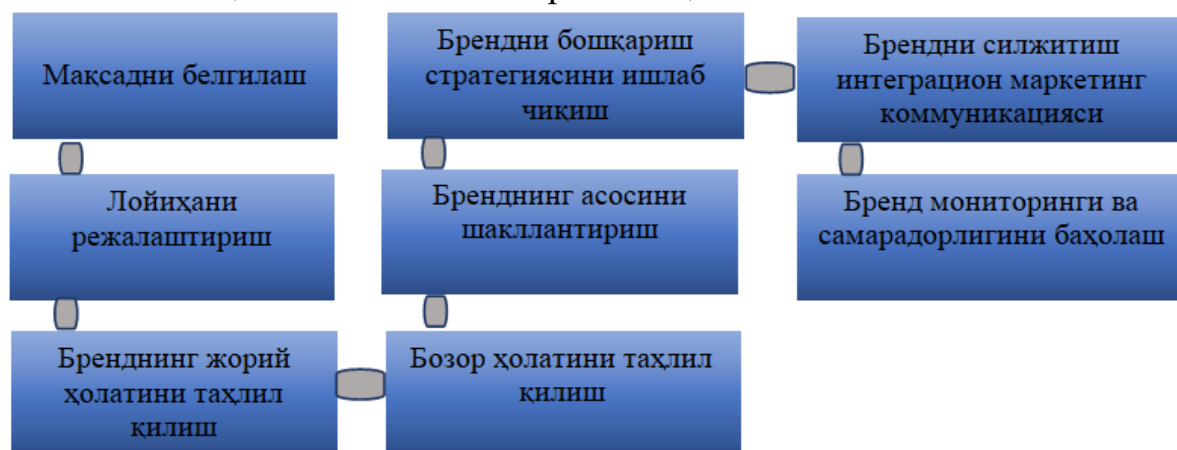 Мақсадни белгилаш
Лойиҳани
режалаштириш
Бренднинг жорий
ҳолатини таҳлил
қилиш
Бозор ҳолатини таҳлил
қилиш
Бренднинг асосини
шакллантириш
Брендни бошқариш
стратегиясини ишлаб
чиқиш
Брендни силжитиш
интеграцион маркетинг
коммуникацияси
Бренд мониторинги ва
самарадорлигини баҳолаш